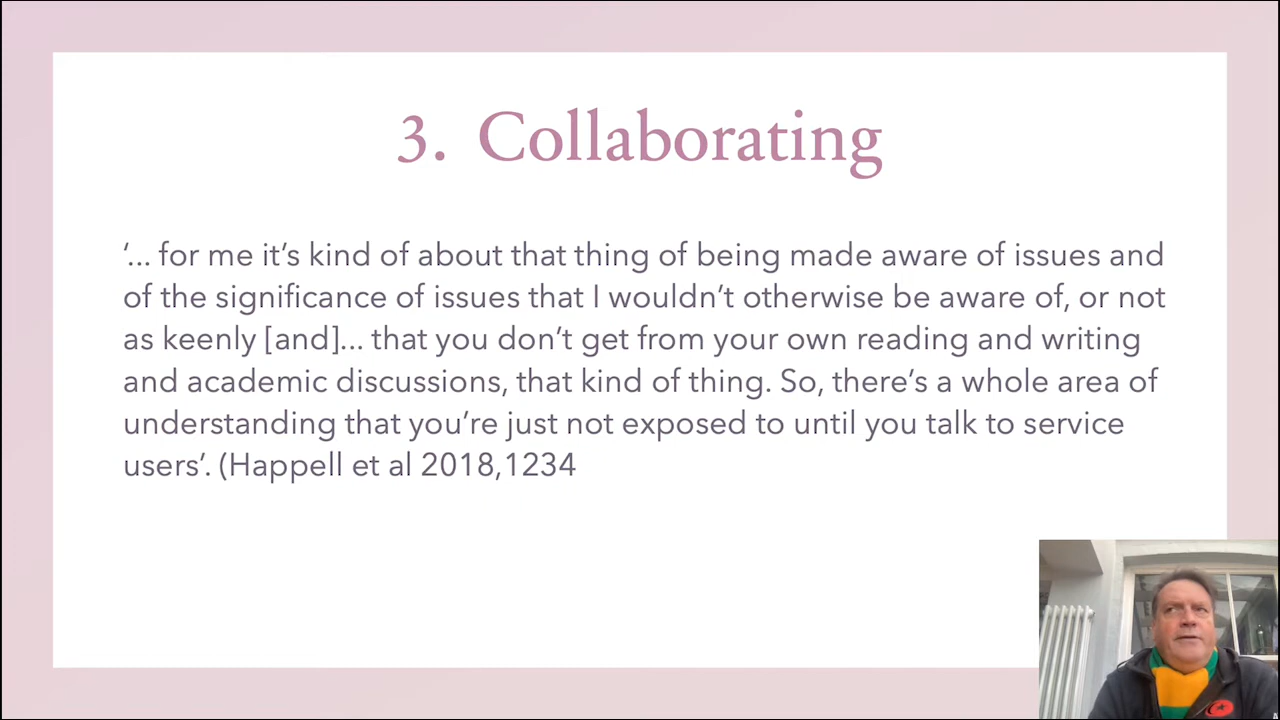 3. Collaborating
‘... for me it’s kind of about that thing of being made aware of issues and
of the significance of issues that I wouldn’t otherwise be aware of, or not
as keenly [and]... that you don’t get from your own reading and writing
and academic discussions, that kind of thing. So, there’s a whole area of
understanding that you’re just not exposed to until you talk to service
users’. (Happell et al 2018,1234